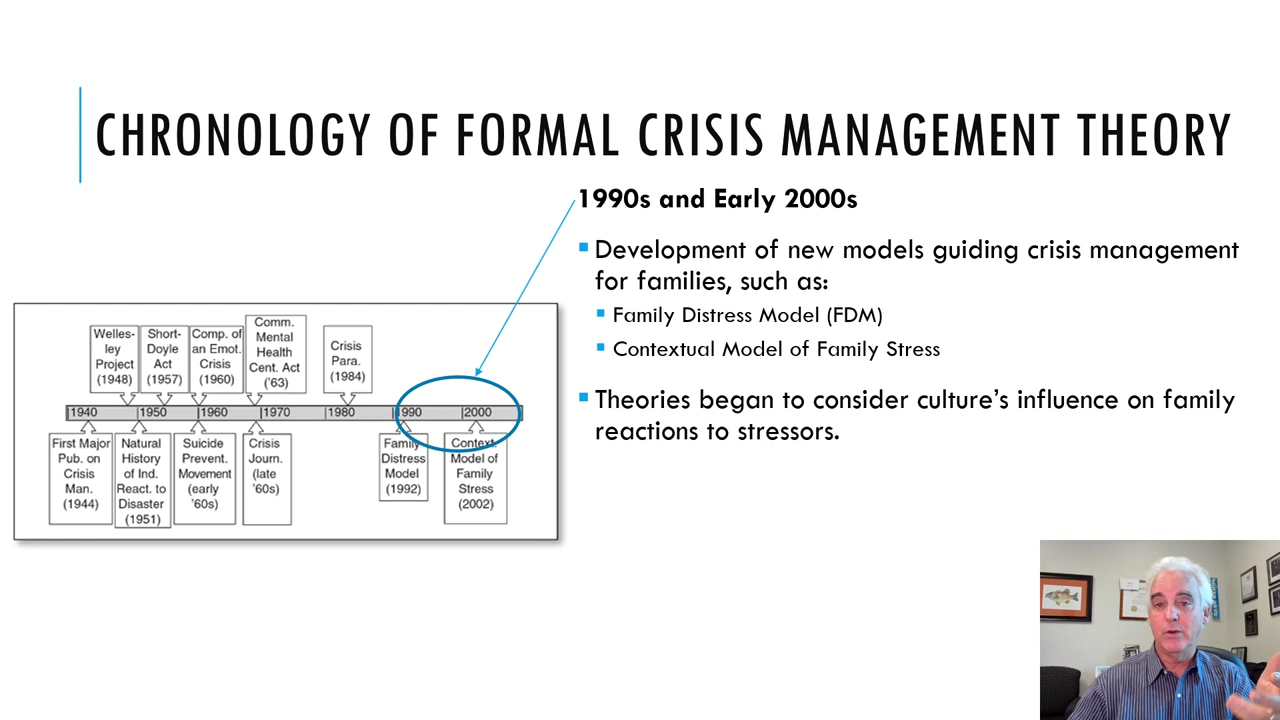 CHRONOLOGY OF FORMAL CRISIS MANAGEMENT THEORY
1990s and Early 2000s
Development of new models guiding crisis management
for families, such as:
Family Distress Model (FDM)
Contextual Model of Family Stress
Theories began to consider culture's influence on family
reactions to stressors.
Welles-
ley
Project
(1948)
Short-
Doyle
Act
(1957)
Comp. of
an Emot.
Crisis
(1960)
Comm.
Mental
Health
Cent. Act
('63)
Crisis
Para.
(1984)
1940
1950
1960
1970
1980
1990
2000
First Major
Pub. on
Crisis
Man.
(1944)
Natural
History
of Ind.
React. to
Disaster
(1951)
Suicide
Prevent.
Movement
(early
'60s)
Crisis
Journ.
(late
'60s)
Family
Distress
Model
(1992)
Context.
Model of
Family
Stress
(2002)